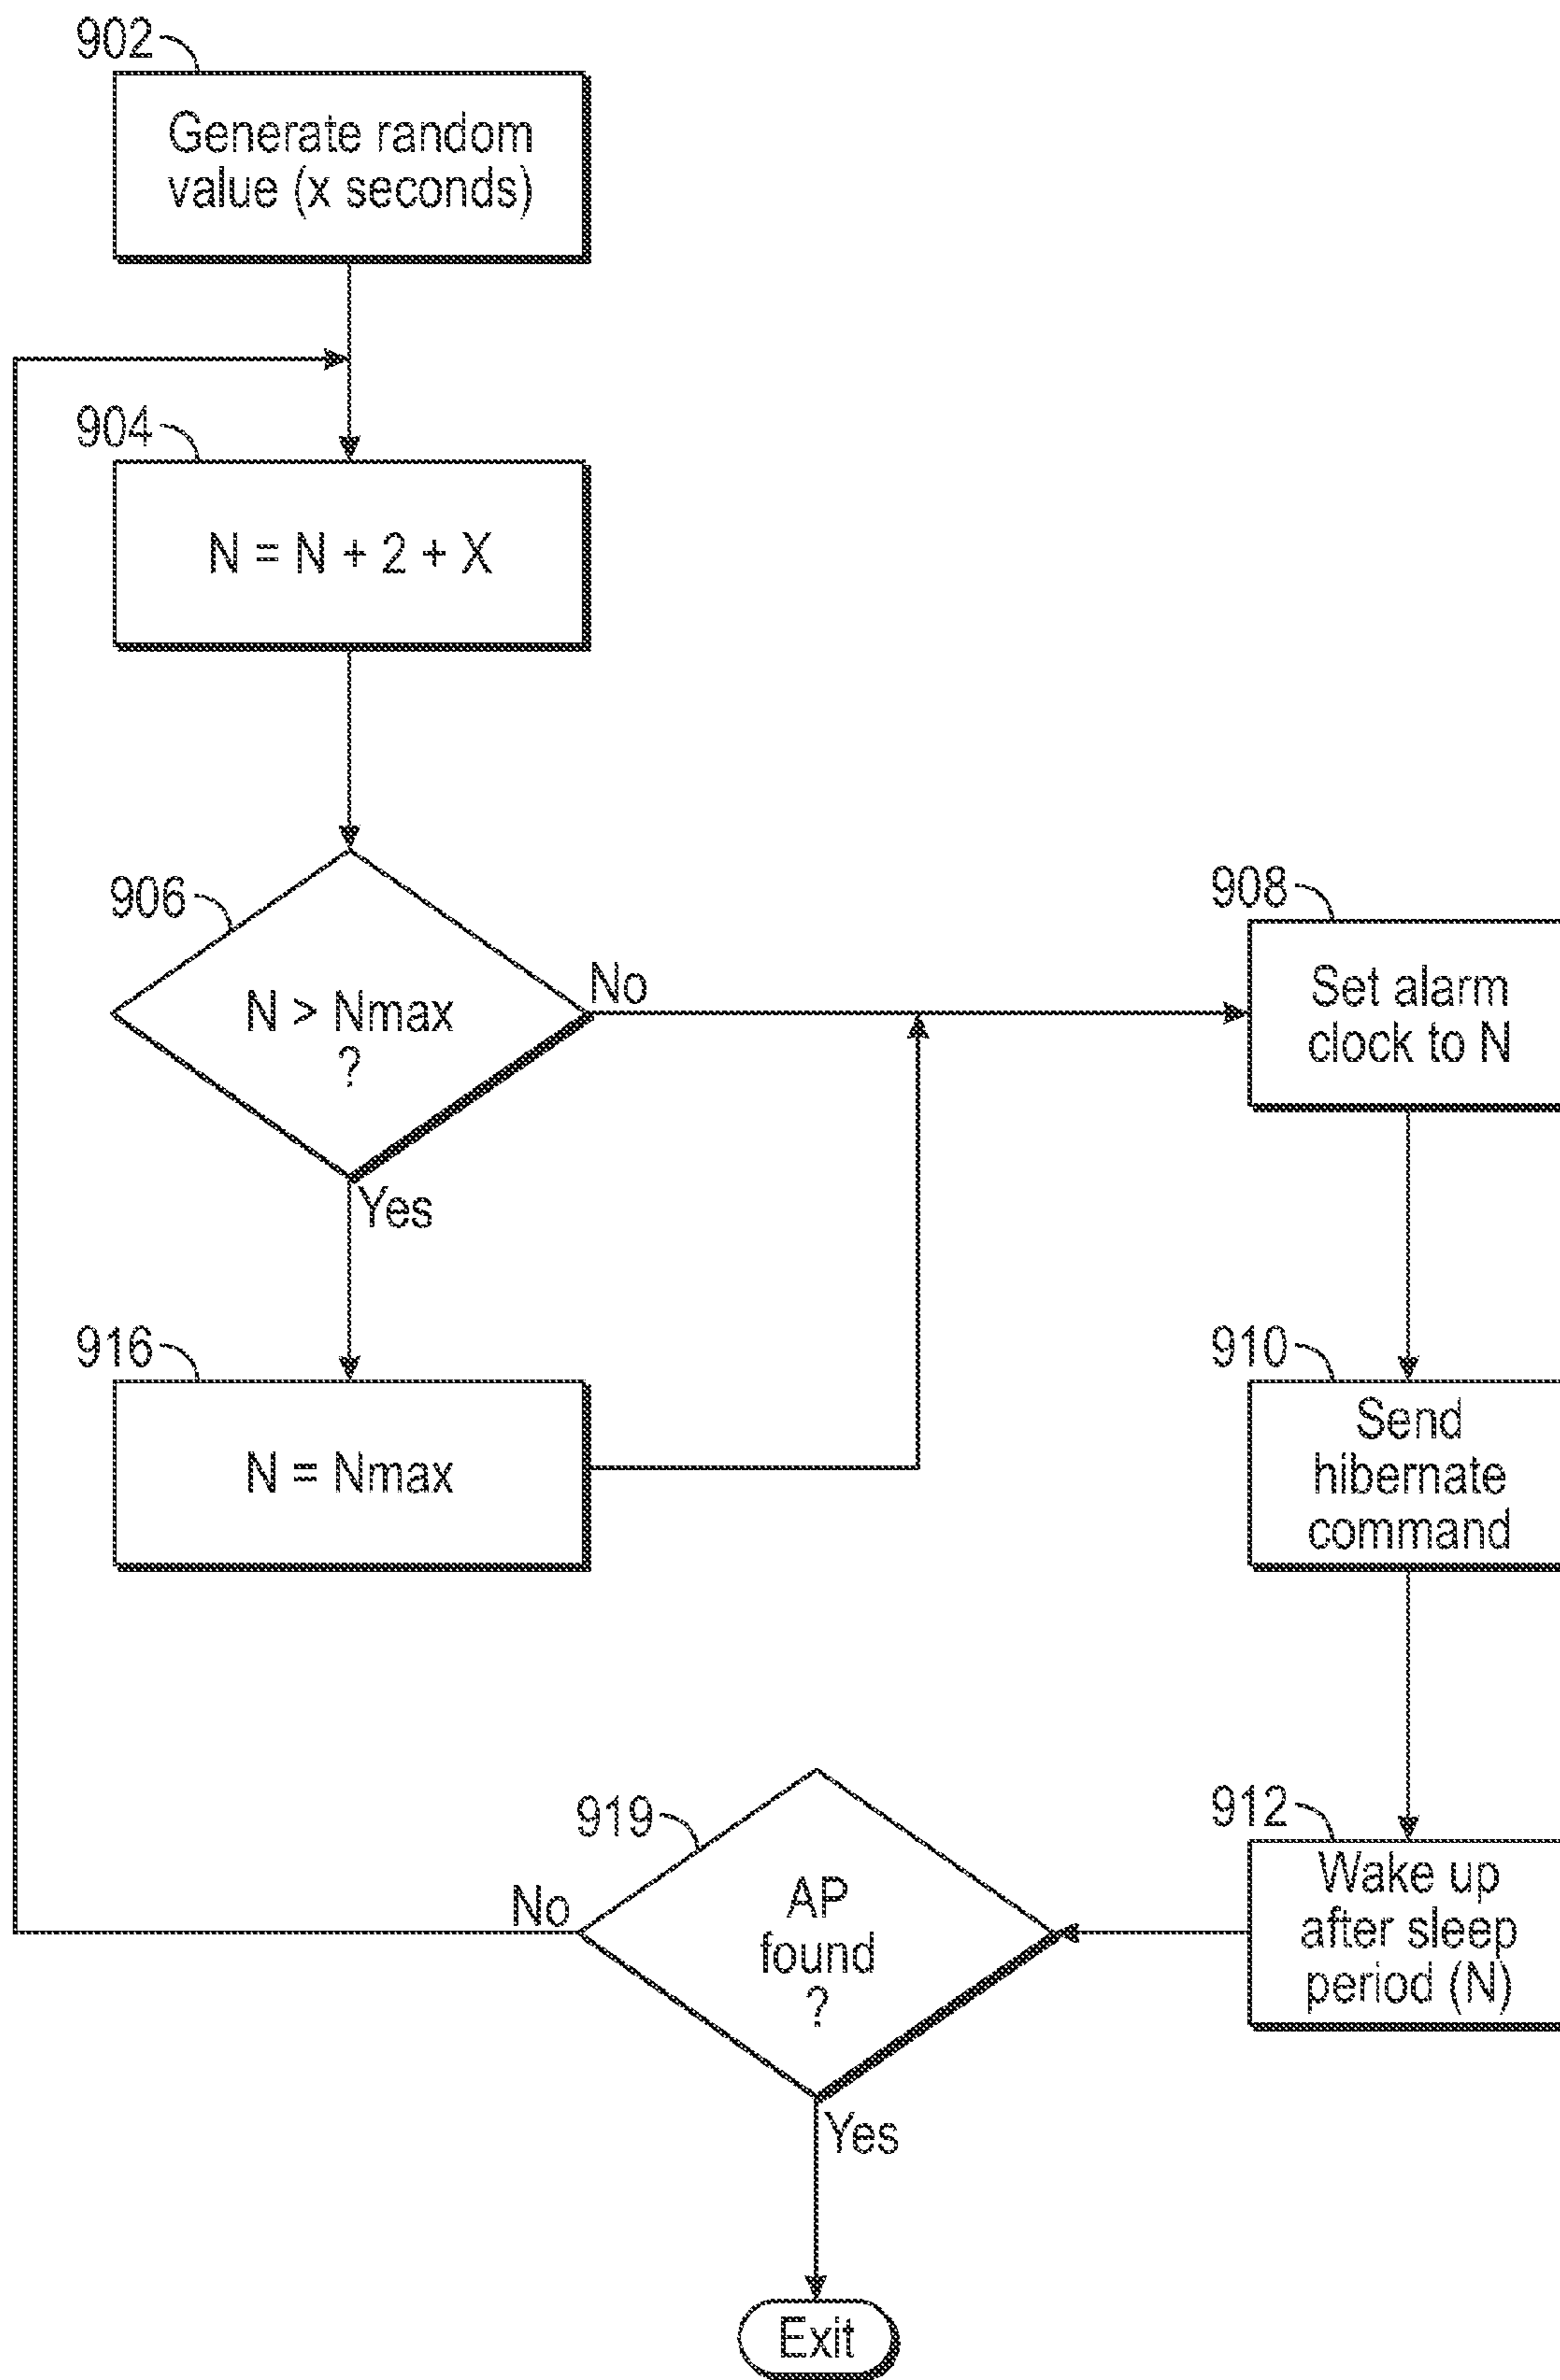 902
Generate random
value (x seconds)
904
N = N + 2 + X
906
N > Nmax
?
No
Yes
908
Set alarm
clock to N
916
N = Nmax
910
Send
hibernate
command
912
Wake up
after sleep
period (N)
919
AP
found
?
No
Yes
Exit